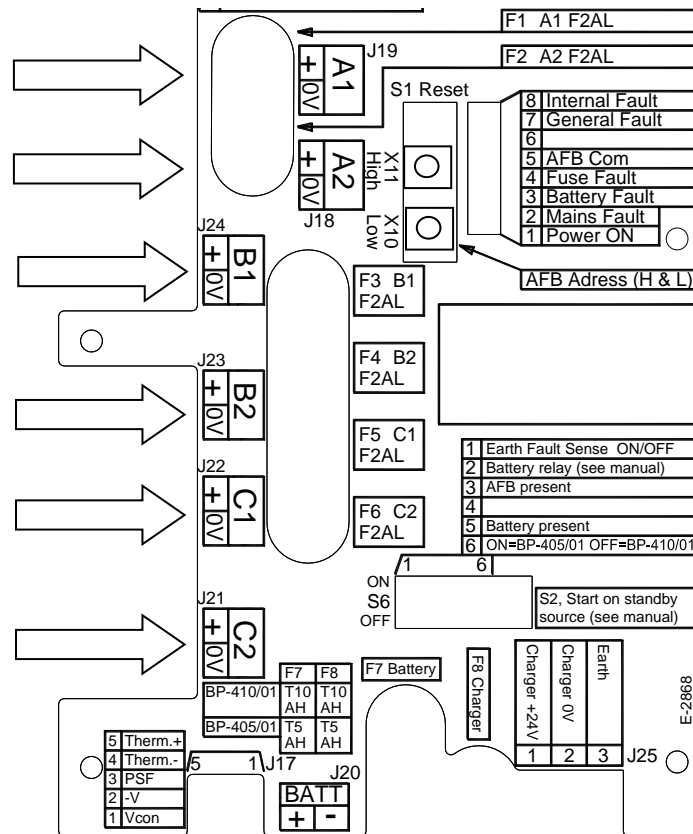 F1 A1 F2AL
F2 A2 F2AL
J19
A1
+ 0V
S1 Reset
8 Internal Fault
7 General Fault
6
5 AFB Com
4 Fuse Fault
3 Battery Fault
2 Mains Fault
1 Power ON
A2
+ 0V
J18
X11
High
X10
Low
AFB Adress (H & L)
J24
B1
+ 0V
F3 B1
F2AL
F4 B2
F2AL
J23
B2
+ 0V
F5 C1
F2AL
J22
C1
+ 0V
F6 C2
F2AL
1 Earth Fault Sense ON/OFF
2 Battery relay (see manual)
3 AFB present
4
5 Battery present
6 ON=BP-405/01 OFF=BP-410/01
1 6
ON
S6
OFF
S2, Start on standby
source (see manual)
J21
C2
+ 0V
F7 F8
BP-410/01 T10 AH T10 AH
BP-405/01 T5 AH T5 AH
F7 Battery
F8 Charger
Charger +24V
Charger 0V
Earth
1 2 3
J25
E-2868
5 Therm.+
4 Therm.-
3 PSF
2 -V
1 Vcon
5 1
J17
J20
BATT
+ -